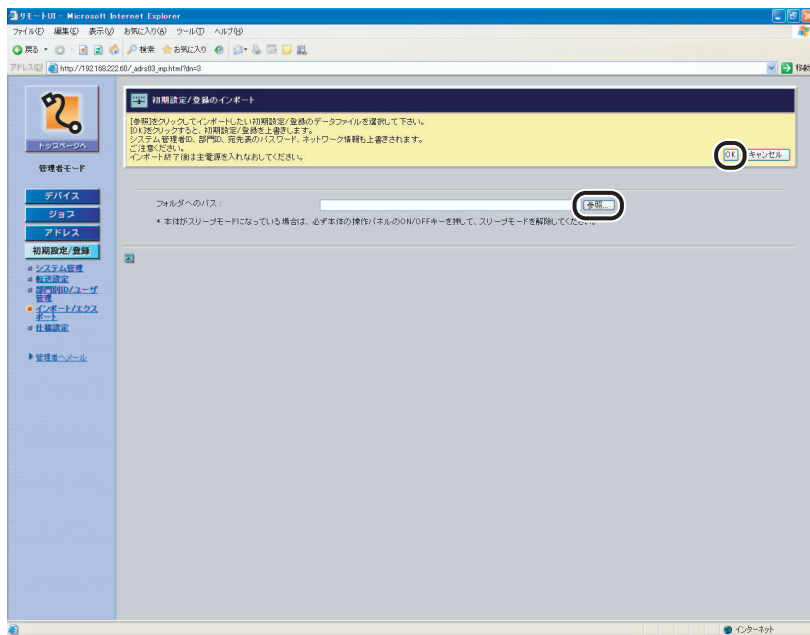 リモートUI - Microsoft Internet Explorer
ファイル(F) 編集(E) 表示(V) お気に入り(A) ツール(T) ヘルプ(H)
戻る 検索 お気に入り
アドレス(D) http://192.168.222.60/_adrs03_inp.html?dn=3 移動
トップページへ
管理者モード
デバイス
ジョブ
アドレス
初期設定/登録
システム管理
転送設定
部門別ID/ユーザ
管理
インポート/エクス
ポート
仕様設定
管理者へメール
初期設定/登録のインポート
[参照]をクリックしてインポートしたい初期設定/登録のデータファイルを選択して下さい。
[OK]をクリックすると、初期設定/登録を上書きします。
システム管理者ID、部門ID、宛先表のパスワード、ネットワーク情報も上書きされます。
ご注意ください。
インポート終了後は主電源を入れなおしてください。
OK キャンセル
フォルダへのパス : 参照...
* 本体がスリープモードになっている場合は、必ず本体の操作パネルのON/OFFキーを押して、スリープモードを解除してください。
インターネット